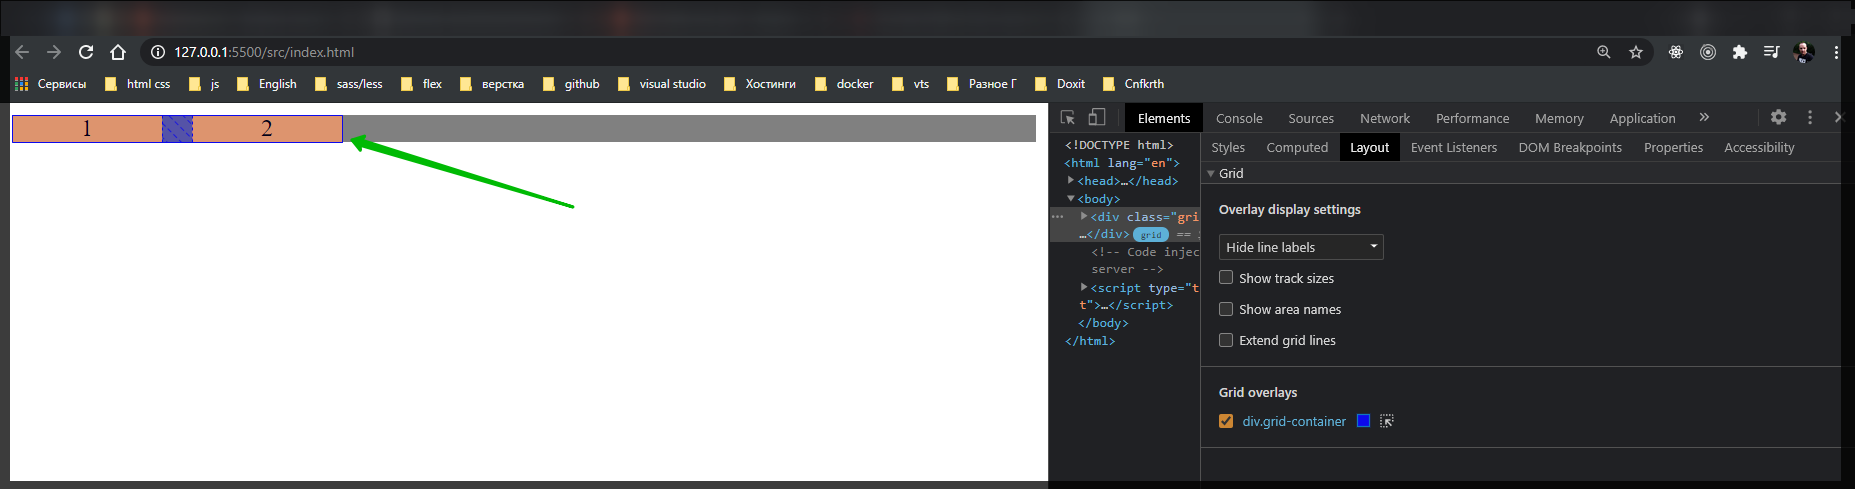 127.0.0.1:5500/src/index.html
Сервисы html css js English sass/less flex верстка github visual studio Хостинги docker vts Разное Г Doxit Cnfkrth
1 2
Elements Console Sources Network Performance Memory Application »
<!DOCTYPE html>
<html lang="en">
<head>…</head>
<body>
<div class="gri
…</div> grid ==
<!-- Code injec
server -->
<script type="t
t">…</script>
</body>
</html>
Styles Computed Layout Event Listeners DOM Breakpoints Properties Accessibility
Grid
Overlay display settings
Hide line labels
Show track sizes
Show area names
Extend grid lines
Grid overlays
div.grid-container